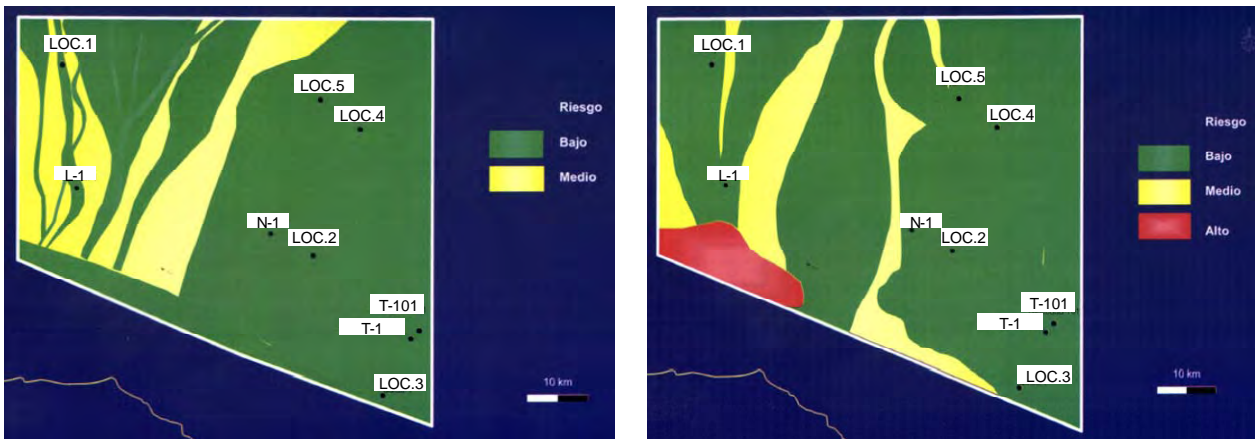 LOC.1
LOC.5
LOC.4
L-1
N-1
LOC.2
T-101
T-1
LOC.3
Riesgo
Bajo
Medio
10 km
LOC.1
LOC.5
LOC.4
L-1
N-1
LOC.2
T-101
T-1
LOC.3
Riesgo
Bajo
Medio
Alto
10 km